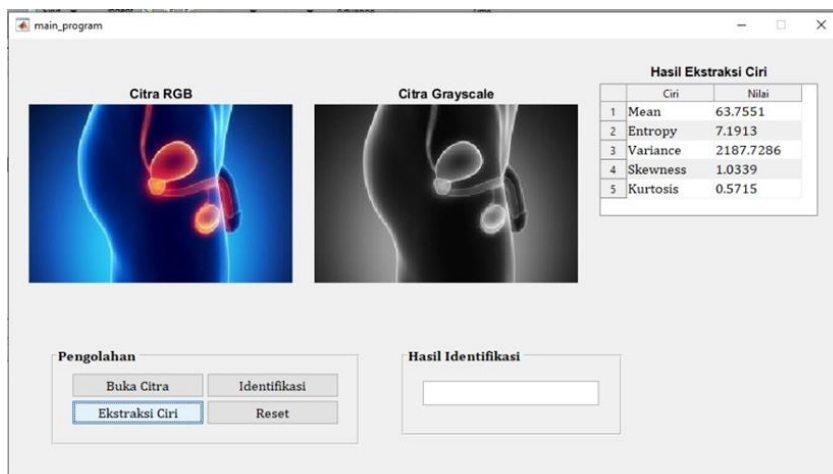 main_program
Citra RGB
Citra Grayscale
Hasil Ekstraksi Ciri
Ciri Nilai
1 Mean 63.7551
2 Entropy 7.1913
3 Variance 2187.7286
4 Skewness 1.0339
5 Kurtosis 0.5715
Pengolahan
Buka Citra Identifikasi
Ekstraksi Ciri Reset
Hasil Identifikasi